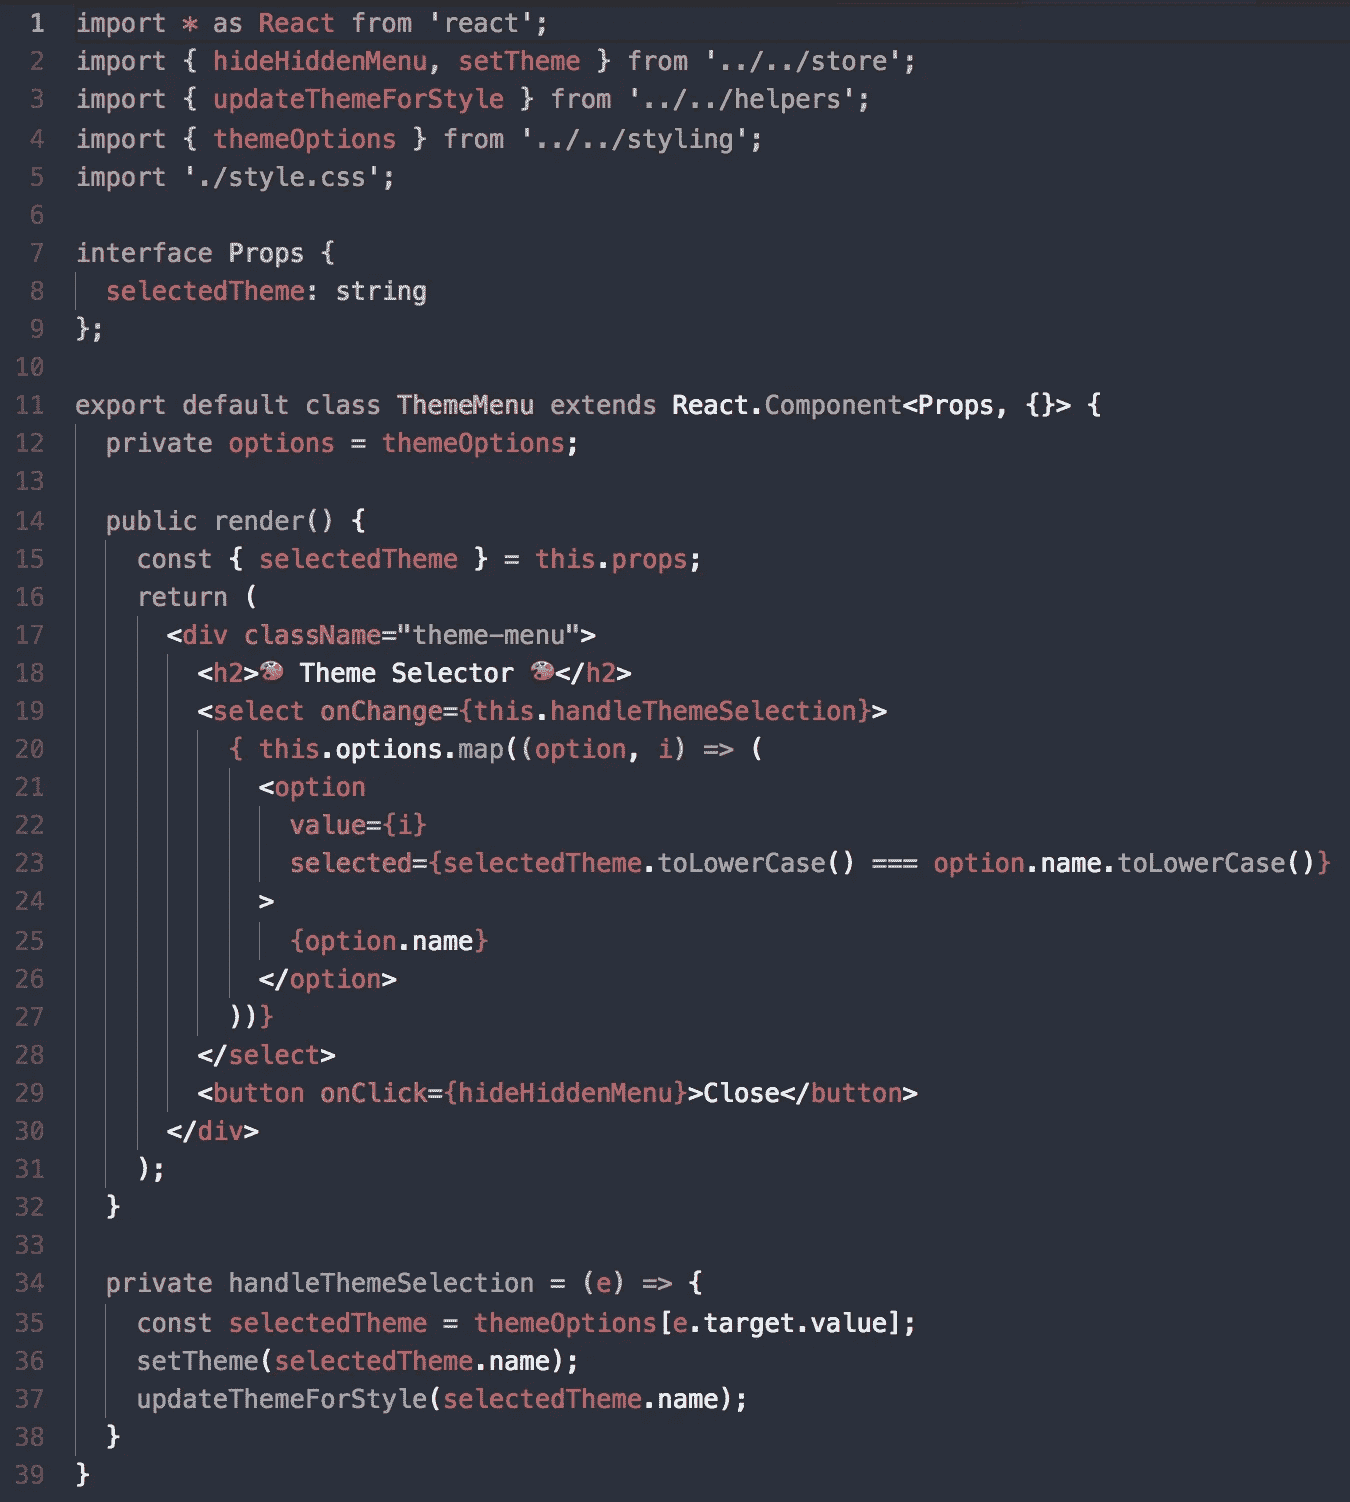 1 import * as React from 'react';
2 import { hideHiddenMenu, setTheme } from '../../store';
3 import { updateThemeForStyle } from '../../helpers';
4 import { themeOptions } from '../../styling';
5 import './style.css';
6
7 interface Props {
8   selectedTheme: string
9 };
10
11 export default class ThemeMenu extends React.Component<Props, {}> {
12   private options = themeOptions;
13
14   public render() {
15     const { selectedTheme } = this.props;
16     return (
17       <div className="theme-menu">
18         <h2>🎨 Theme Selector 🎨</h2>
19         <select onChange={this.handleThemeSelection}>
20           { this.options.map((option, i) => (
21             <option
22               value={i}
23               selected={selectedTheme.toLowerCase() === option.name.toLowerCase()}
24             >
25               {option.name}
26             </option>
27           ))}
28         </select>
29         <button onClick={hideHiddenMenu}>Close</button>
30       </div>
31     );
32   }
33
34   private handleThemeSelection = (e) => {
35     const selectedTheme = themeOptions[e.target.value];
36     setTheme(selectedTheme.name);
37     updateThemeForStyle(selectedTheme.name);
38   }
39 }